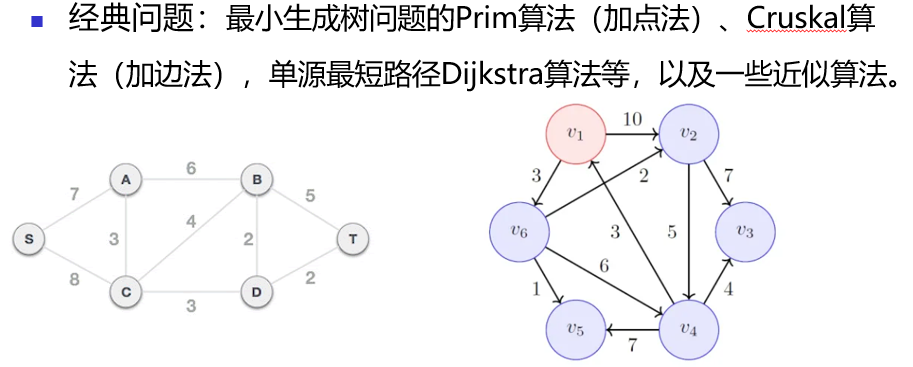 经典问题：最小生成树问题的Prim算法（加点法）、Cruskal算
法（加边法），单源最短路径Dijkstra算法等，以及一些近似算法。
10
v1
v2
6
A
B
7
5
3
2
7
4
3
2
S
T
v6
3
5
v3
6
8
2
1
4
C
D
3
v5
v4
7